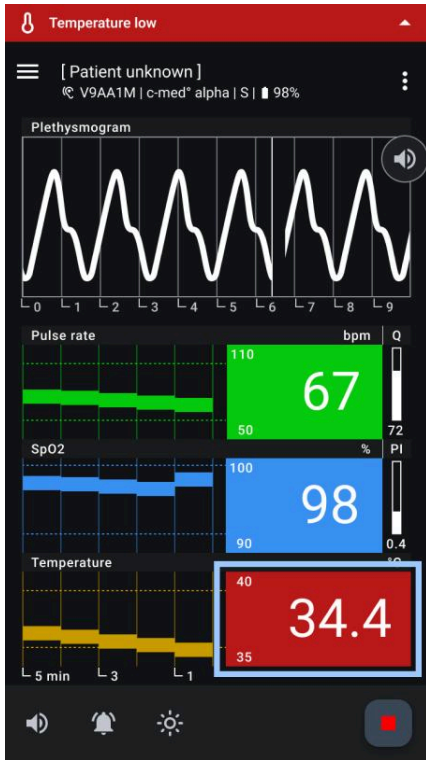 Temperature low
[ Patient unknown ]
V9AA1M | c-med° alpha | S | 98%
Plethysmogram
0 1 2 3 4 5 6 7 8 9
Pulse rate bpm Q
110
67
50 72
SpO2 % PI
100
98
90 0.4
Temperature
40
34.4
35
5 min 3 1